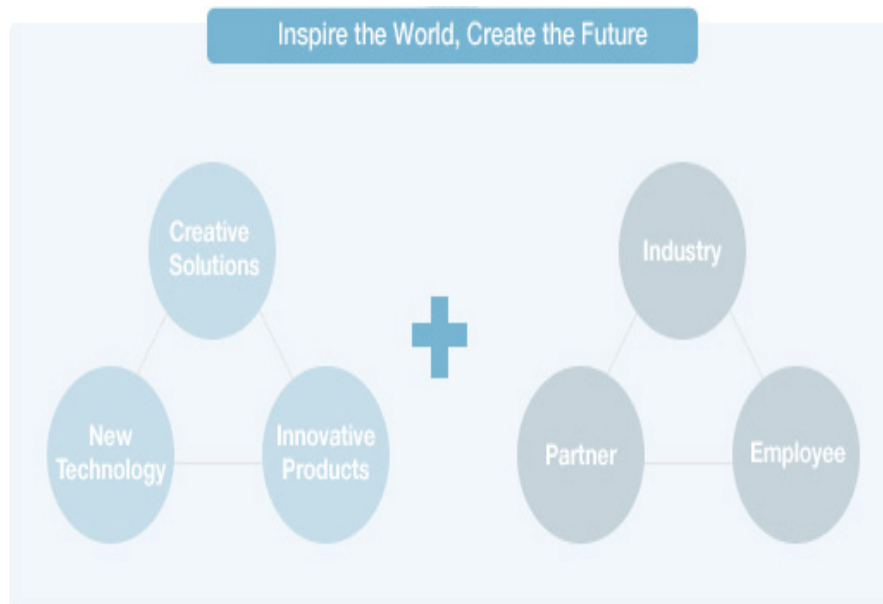 Inspire the World, Create the Future
Creative
Solutions
New
Technology
Innovative
Products
Industry
Partner
Employee